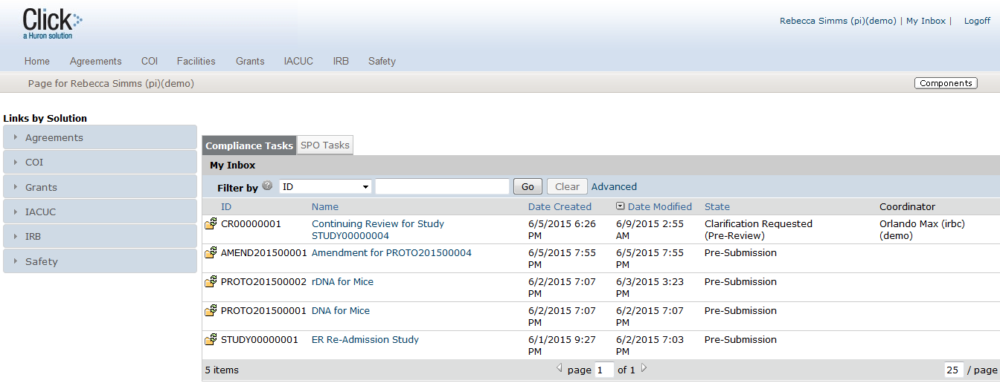 Click
a Huron solution
Rebecca Simms (pi)(demo) | My Inbox | Logoff
Home Agreements COI Facilities Grants IACUC IRB Safety
Page for Rebecca Simms (pi)(demo)
Components
Links by Solution
Agreements
COI
Grants
IACUC
IRB
Safety
Compliance Tasks SPO Tasks
My Inbox
Filter by ? ID Go Clear Advanced
ID Name Date Created Date Modified State Coordinator
CR00000001 Continuing Review for Study 6/5/2015 6:26 6/9/2015 2:55 Clarification Requested Orlando Max (irbc)
STUDY00000004 PM AM (Pre-Review) (demo)
AMEND201500001 Amendment for PROTO201500004 6/5/2015 7:55 6/5/2015 7:55 Pre-Submission
PM PM
PROTO201500002 rDNA for Mice 6/2/2015 7:07 6/3/2015 3:23 Pre-Submission
PM PM
PROTO201500001 DNA for Mice 6/2/2015 7:07 6/2/2015 7:07 Pre-Submission
PM PM
STUDY00000001 ER Re-Admission Study 6/1/2015 9:27 6/2/2015 7:03 Pre-Submission
PM PM
5 items page 1 of 1 25 / page